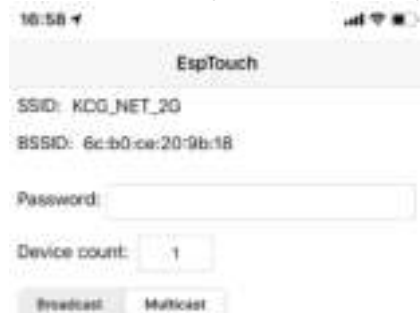 16:58
EspTouch
SSID: KCG_NET_2G
BSSID: 6c:b0:ce:20:9b:18
Password:
Device count: 1
Broadcast Multicast